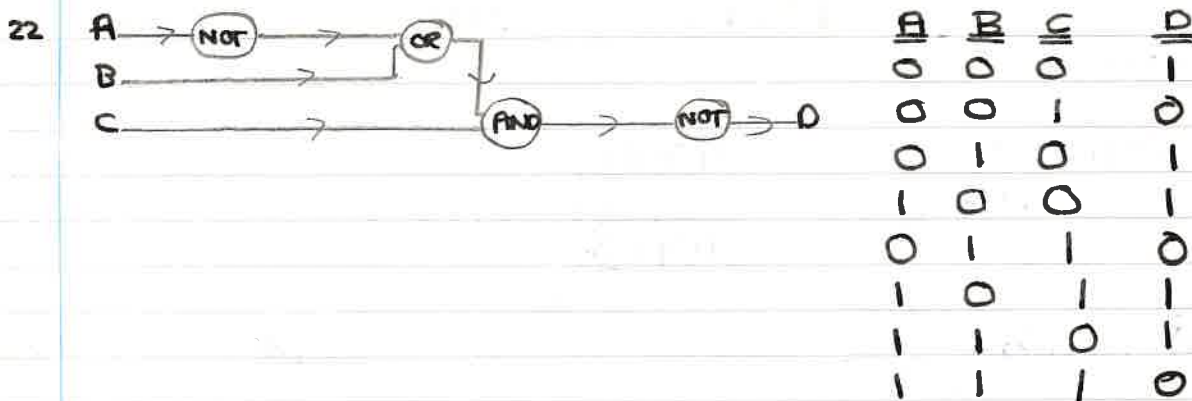 22 A NOT OR A B C D
B 0 0 0 1
C AND NOT D 0 0 1 0
0 1 0 1
1 0 0 1
0 1 1 0
1 0 1 1
1 1 0 1
1 1 1 0